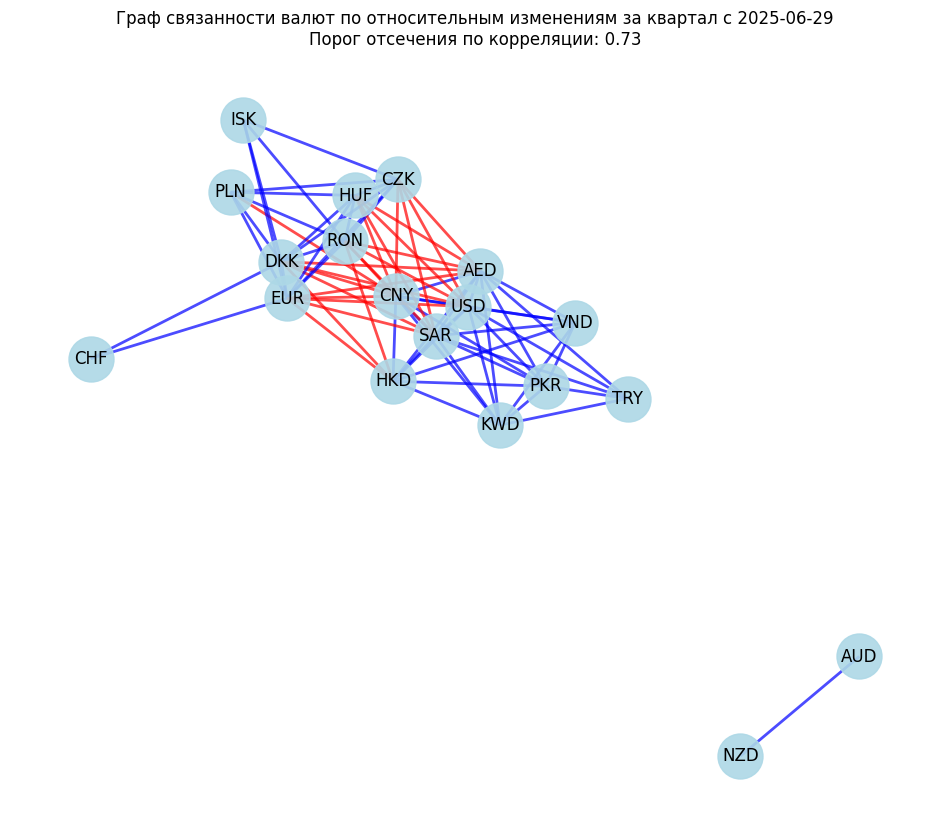 Граф связанности валют по относительным изменениям за квартал с 2025-06-29
Порог отсечения по корреляции: 0.73
ISK
CZK
PLN
HUF
RON
DKK
AED
EUR
CNY
USD
VND
SAR
CHF
HKD
PKR
TRY
KWD
AUD
NZD